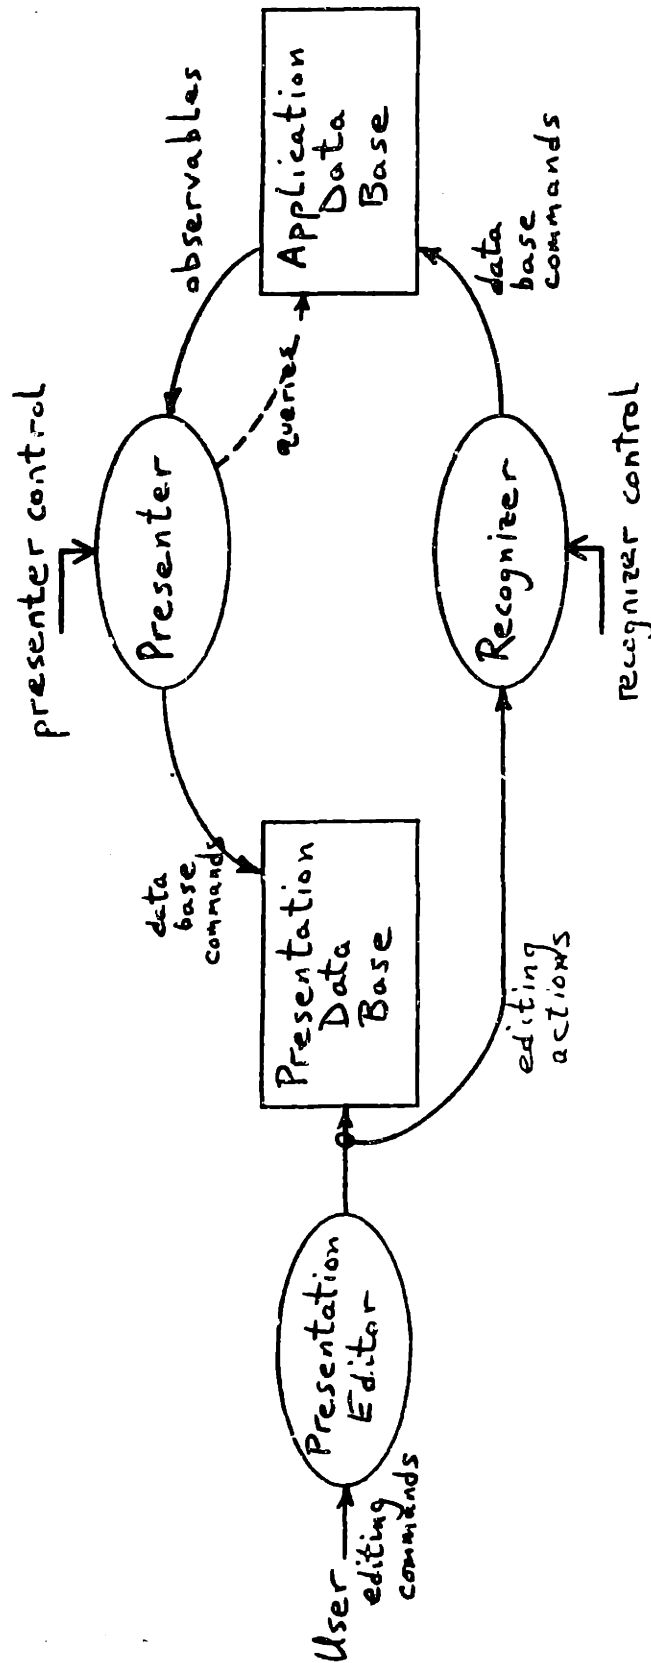 presenter control
Presenter
observables
queries
Application
Data
Base
data
base
commands
Presentation
Data
Base
User
editing
commands
Presentation
Editor
editing
actions
Recognizer
data
base
commands
recognizer control